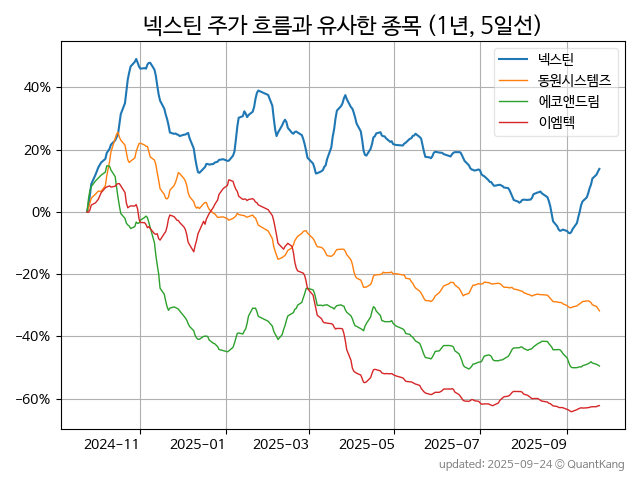 넥스틴 주가 흐름과 유사한 종목 (1년, 5일선)
넥스틴
동원시스템즈
에코앤드림
이엠텍
40%
20%
0%
−20%
−40%
−60%
2024-11
2025-01
2025-03
2025-05
2025-07
2025-09
updated: 2025-09-24 © QuantKang